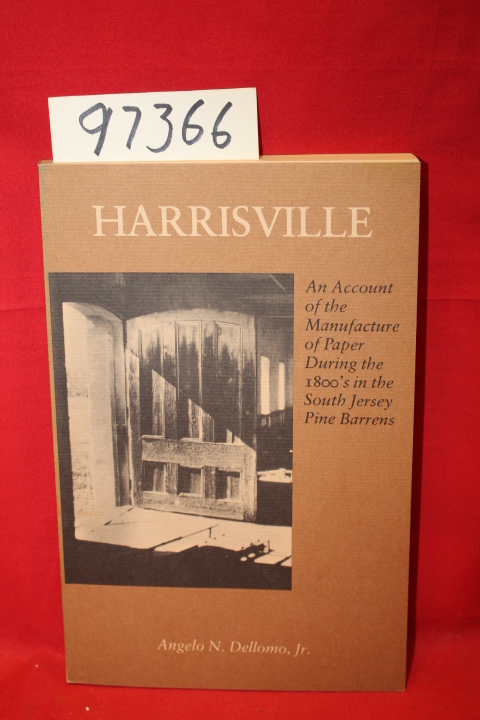 97366
HARRISVILLE
An Account
of the
Manufacture
of Paper
During the
1800's in the
South Jersey
Pine Barrens
Angelo N. Dellomo, Jr.